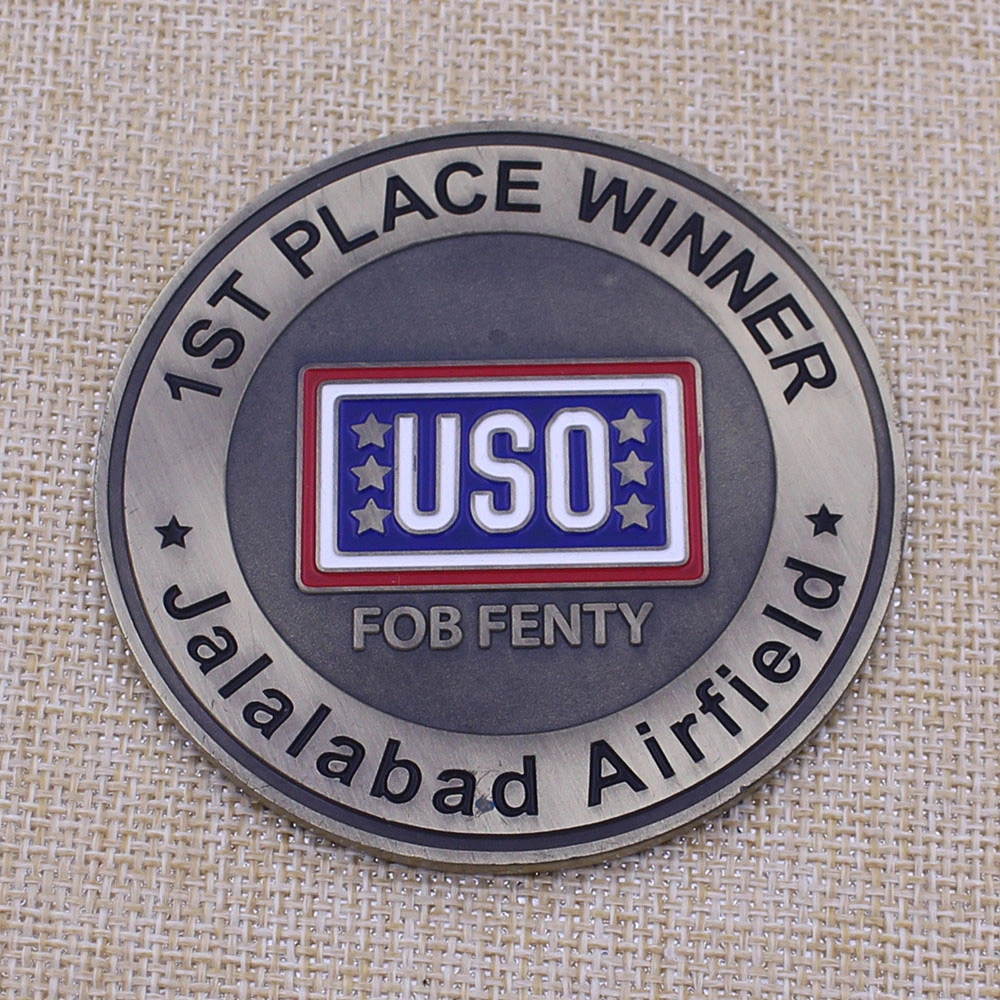 1ST PLACE WINNER
USO
FOB FENTY
Jalalabad Airfield